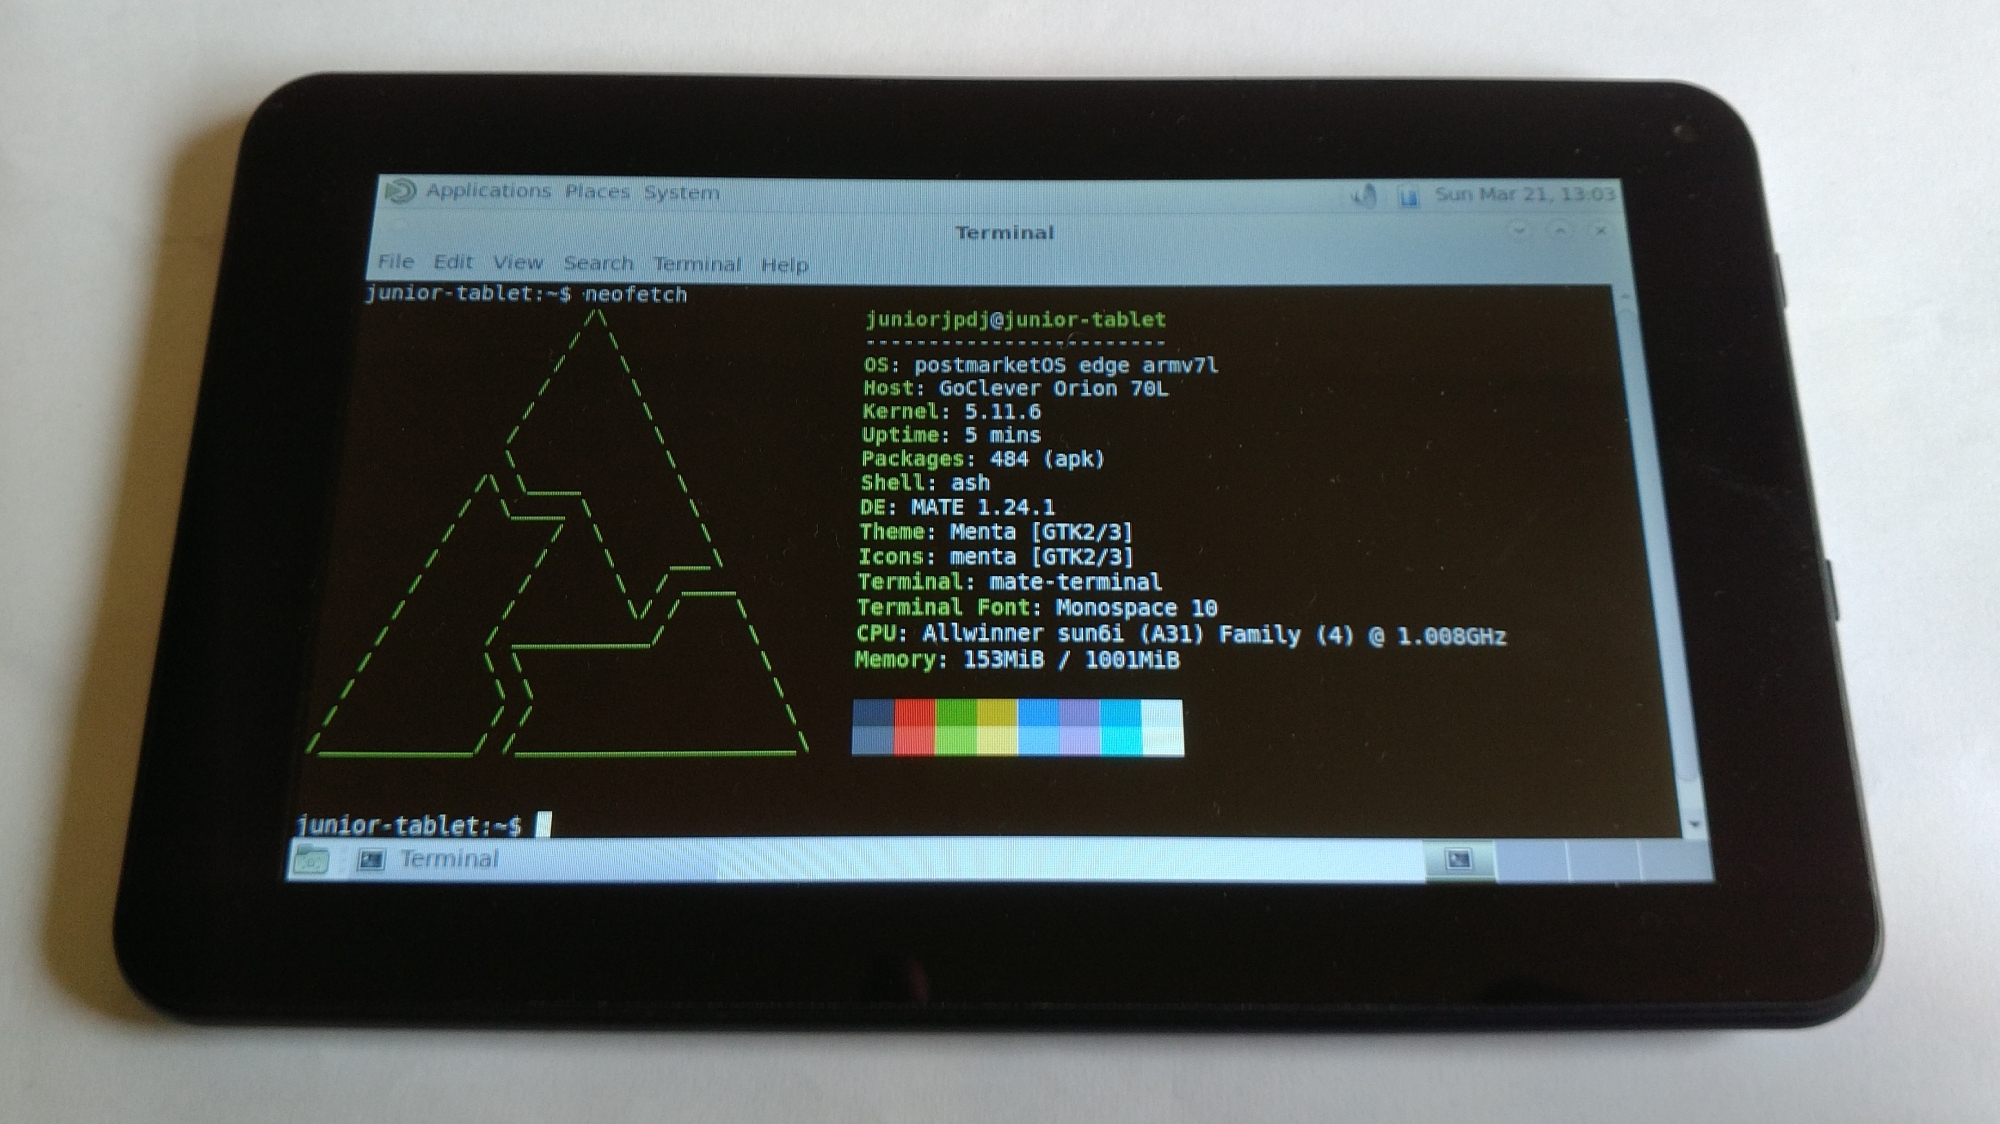 Applications Places System Sun Mar 21, 13:03
Terminal
File Edit View Search Terminal Help
junior-tablet:~$ neofetch
juniorjpdj@junior-tablet
------------------------
OS: postmarketOS edge armv7l
Host: GoClever Orion 70L
Kernel: 5.11.6
Uptime: 5 mins
Packages: 484 (apk)
Shell: ash
DE: MATE 1.24.1
Theme: Menta [GTK2/3]
Icons: menta [GTK2/3]
Terminal: mate-terminal
Terminal Font: Monospace 10
CPU: Allwinner sun6i (A31) Family (4) @ 1.008GHz
Memory: 153MiB / 1001MiB
junior-tablet:~$
Terminal